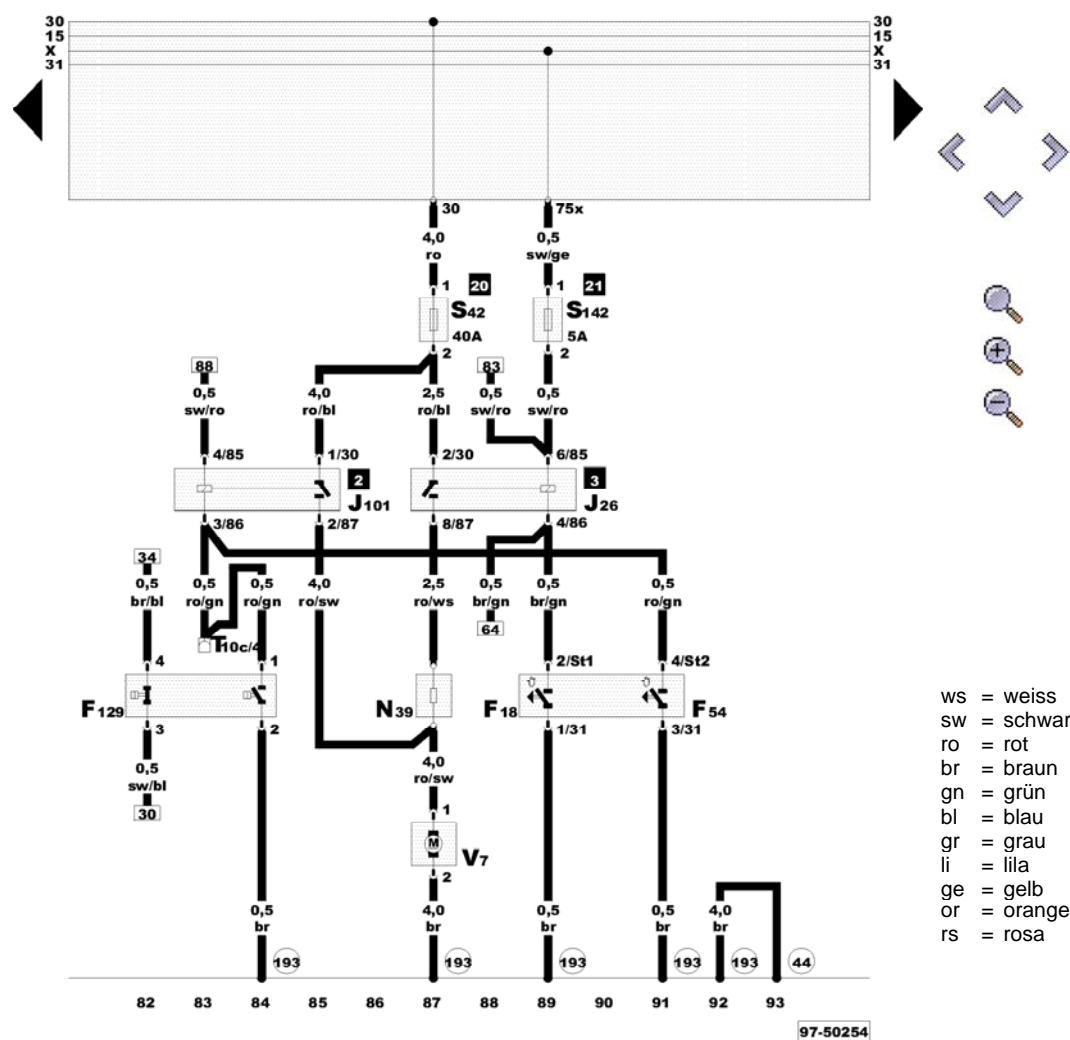 30 30
15 15
X X
31 31
30 75x
4,0 0,5
ro sw/ge
1 20 1 21
S42 S142
40A 5A
2 2
88 83
0,5 4,0 2,5 0,5 0,5
sw/ro ro/bl ro/bl sw/ro sw/ro
4/85 1/30 2/30 6/85
2 3
J101 J26
3/86 2/87 8/87 4/86
34
0,5 0,5 0,5 4,0 2,5 0,5 0,5 0,5
br/bl ro/gn ro/gn ro/sw ro/ws br/gn br/gn ro/gn
64
T10c/4
4 1 2/St1 4/St2
F129 N39 F18 F54
3 2 1/31 3/31
0,5 4,0
sw/bl ro/sw
30
1
M
V7
2
0,5 4,0 0,5 0,5 4,0
br br br br br
193 193 193 193 193 44
82 83 84 85 86 87 88 89 90 91 92 93
97-50254
ws = weiss
sw = schwar
ro = rot
br = braun
gn = grün
bl = blau
gr = grau
li = lila
ge = gelb
or = orange
rs = rosa